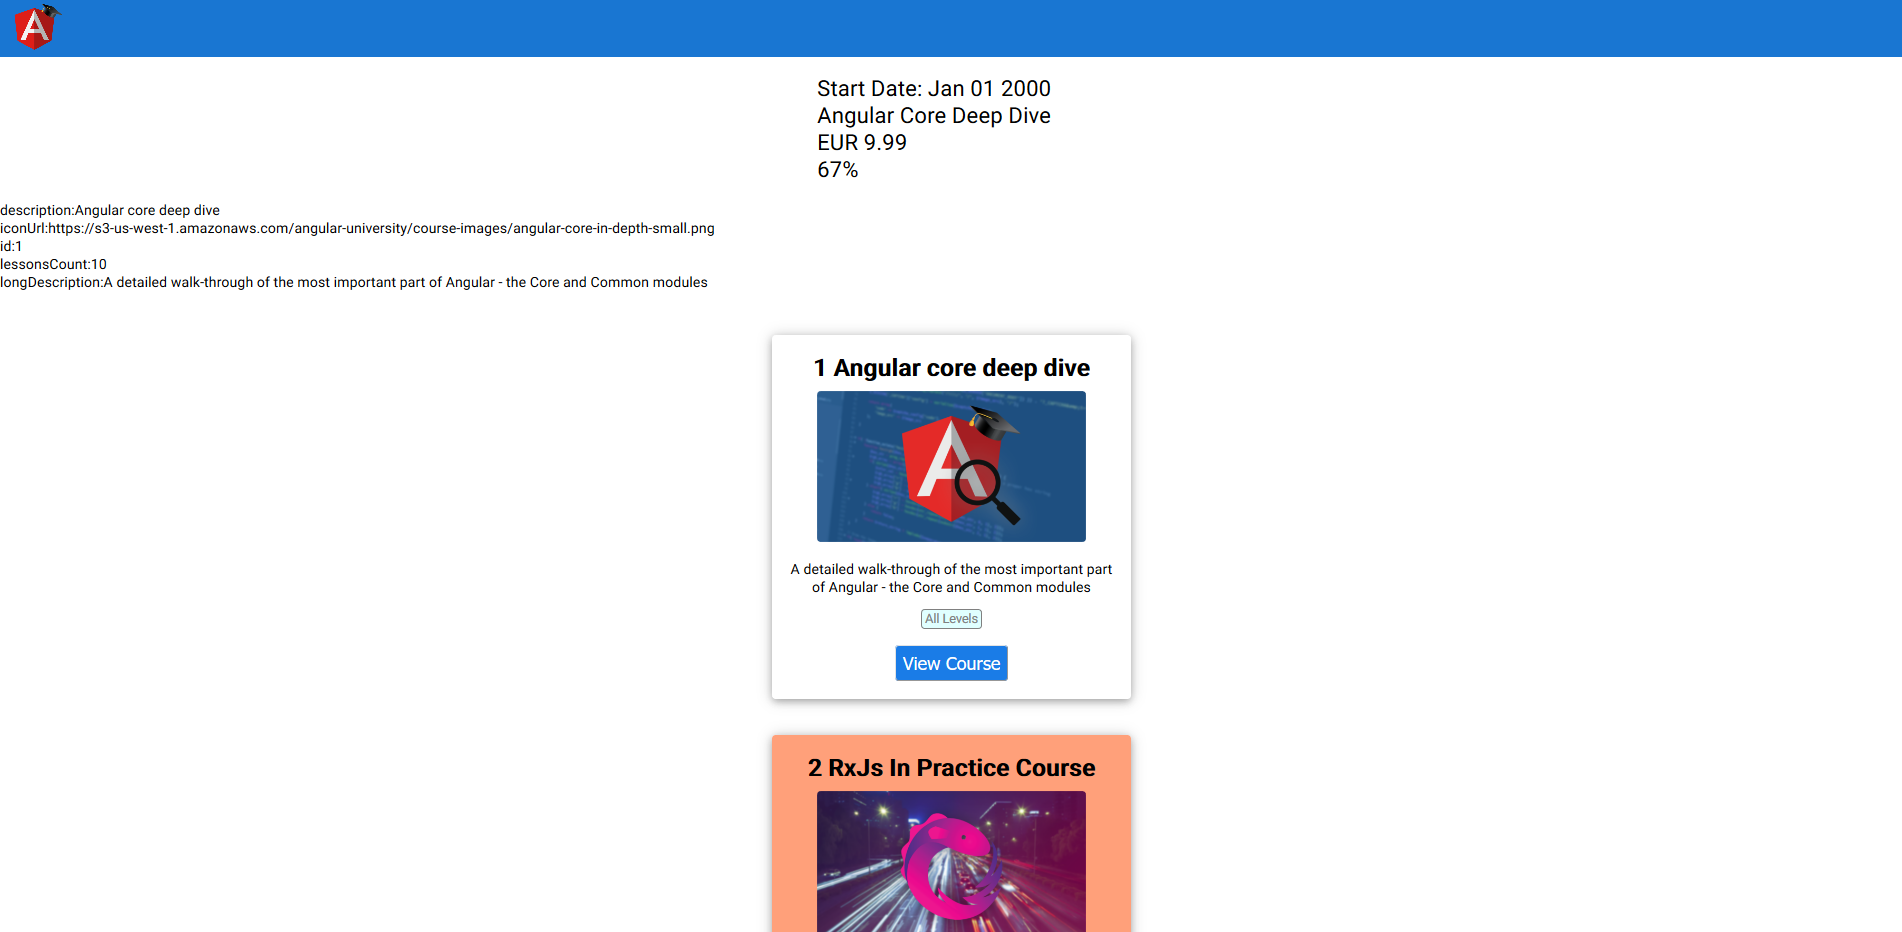 Start Date: Jan 01 2000
Angular Core Deep Dive
EUR 9.99
67%
description:Angular core deep dive
iconUrl:https://s3-us-west-1.amazonaws.com/angular-university/course-images/angular-core-in-depth-small.png
id:1
lessonsCount:10
longDescription:A detailed walk-through of the most important part of Angular - the Core and Common modules
1 Angular core deep dive
A detailed walk-through of the most important part
of Angular - the Core and Common modules
All Levels
View Course
2 RxJs In Practice Course